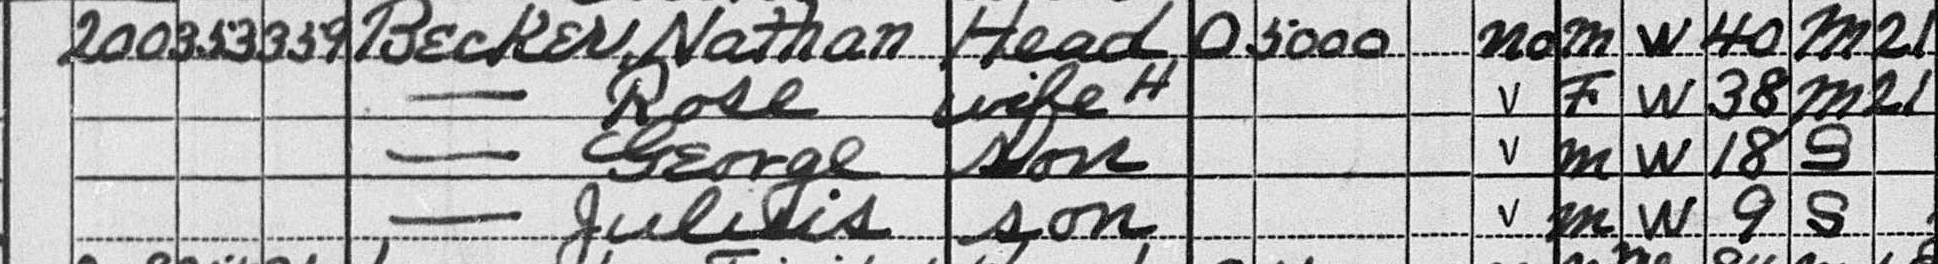 200 353 359 Becker, Nathan Head O 5000 no m W 40 M 21
— Rose wife H V F W 38 m 21
— George son V m W 18 S
— Julius son V m W 9 S